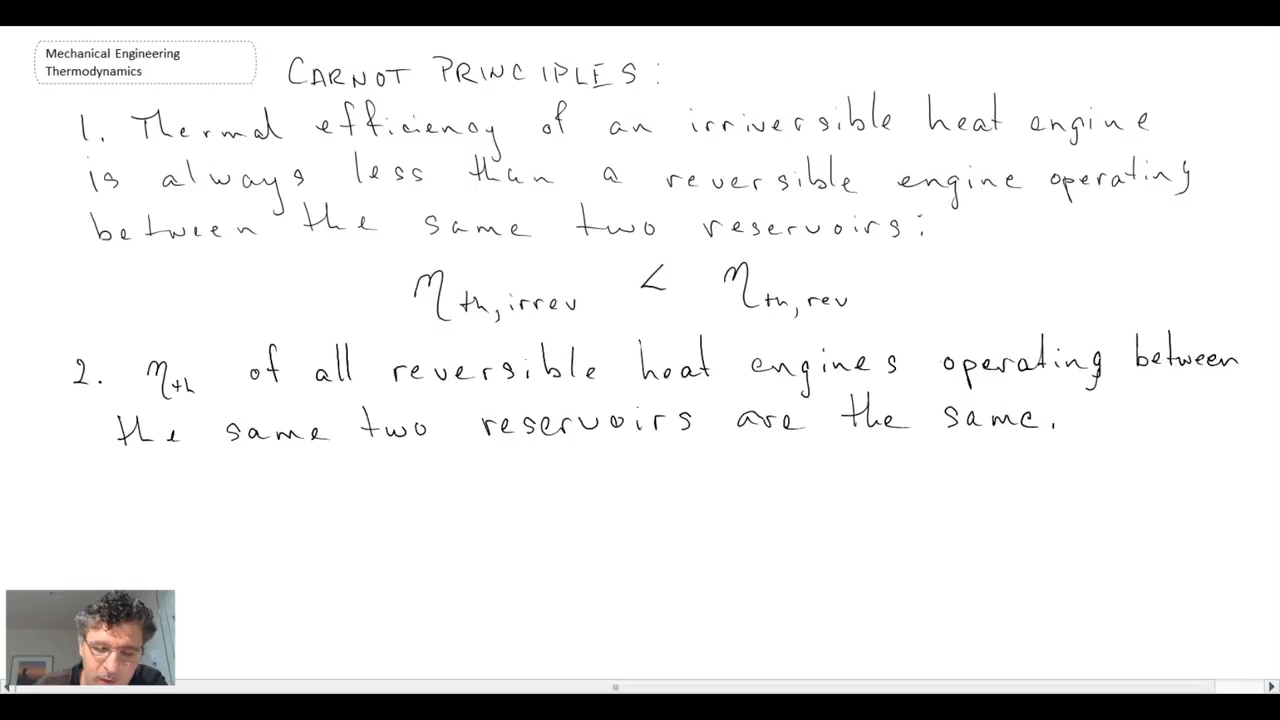 Mechanical Engineering
Thermodynamics
CARNOT PRINCIPLES:
1. Thermal efficiency of an irriversible heat engine
is always less than a reversible engine operating
between the same two reservoirs:
η th, irrev < η th, rev
2. η th of all reversible heat engines operating between
the same two reservoirs are the same.